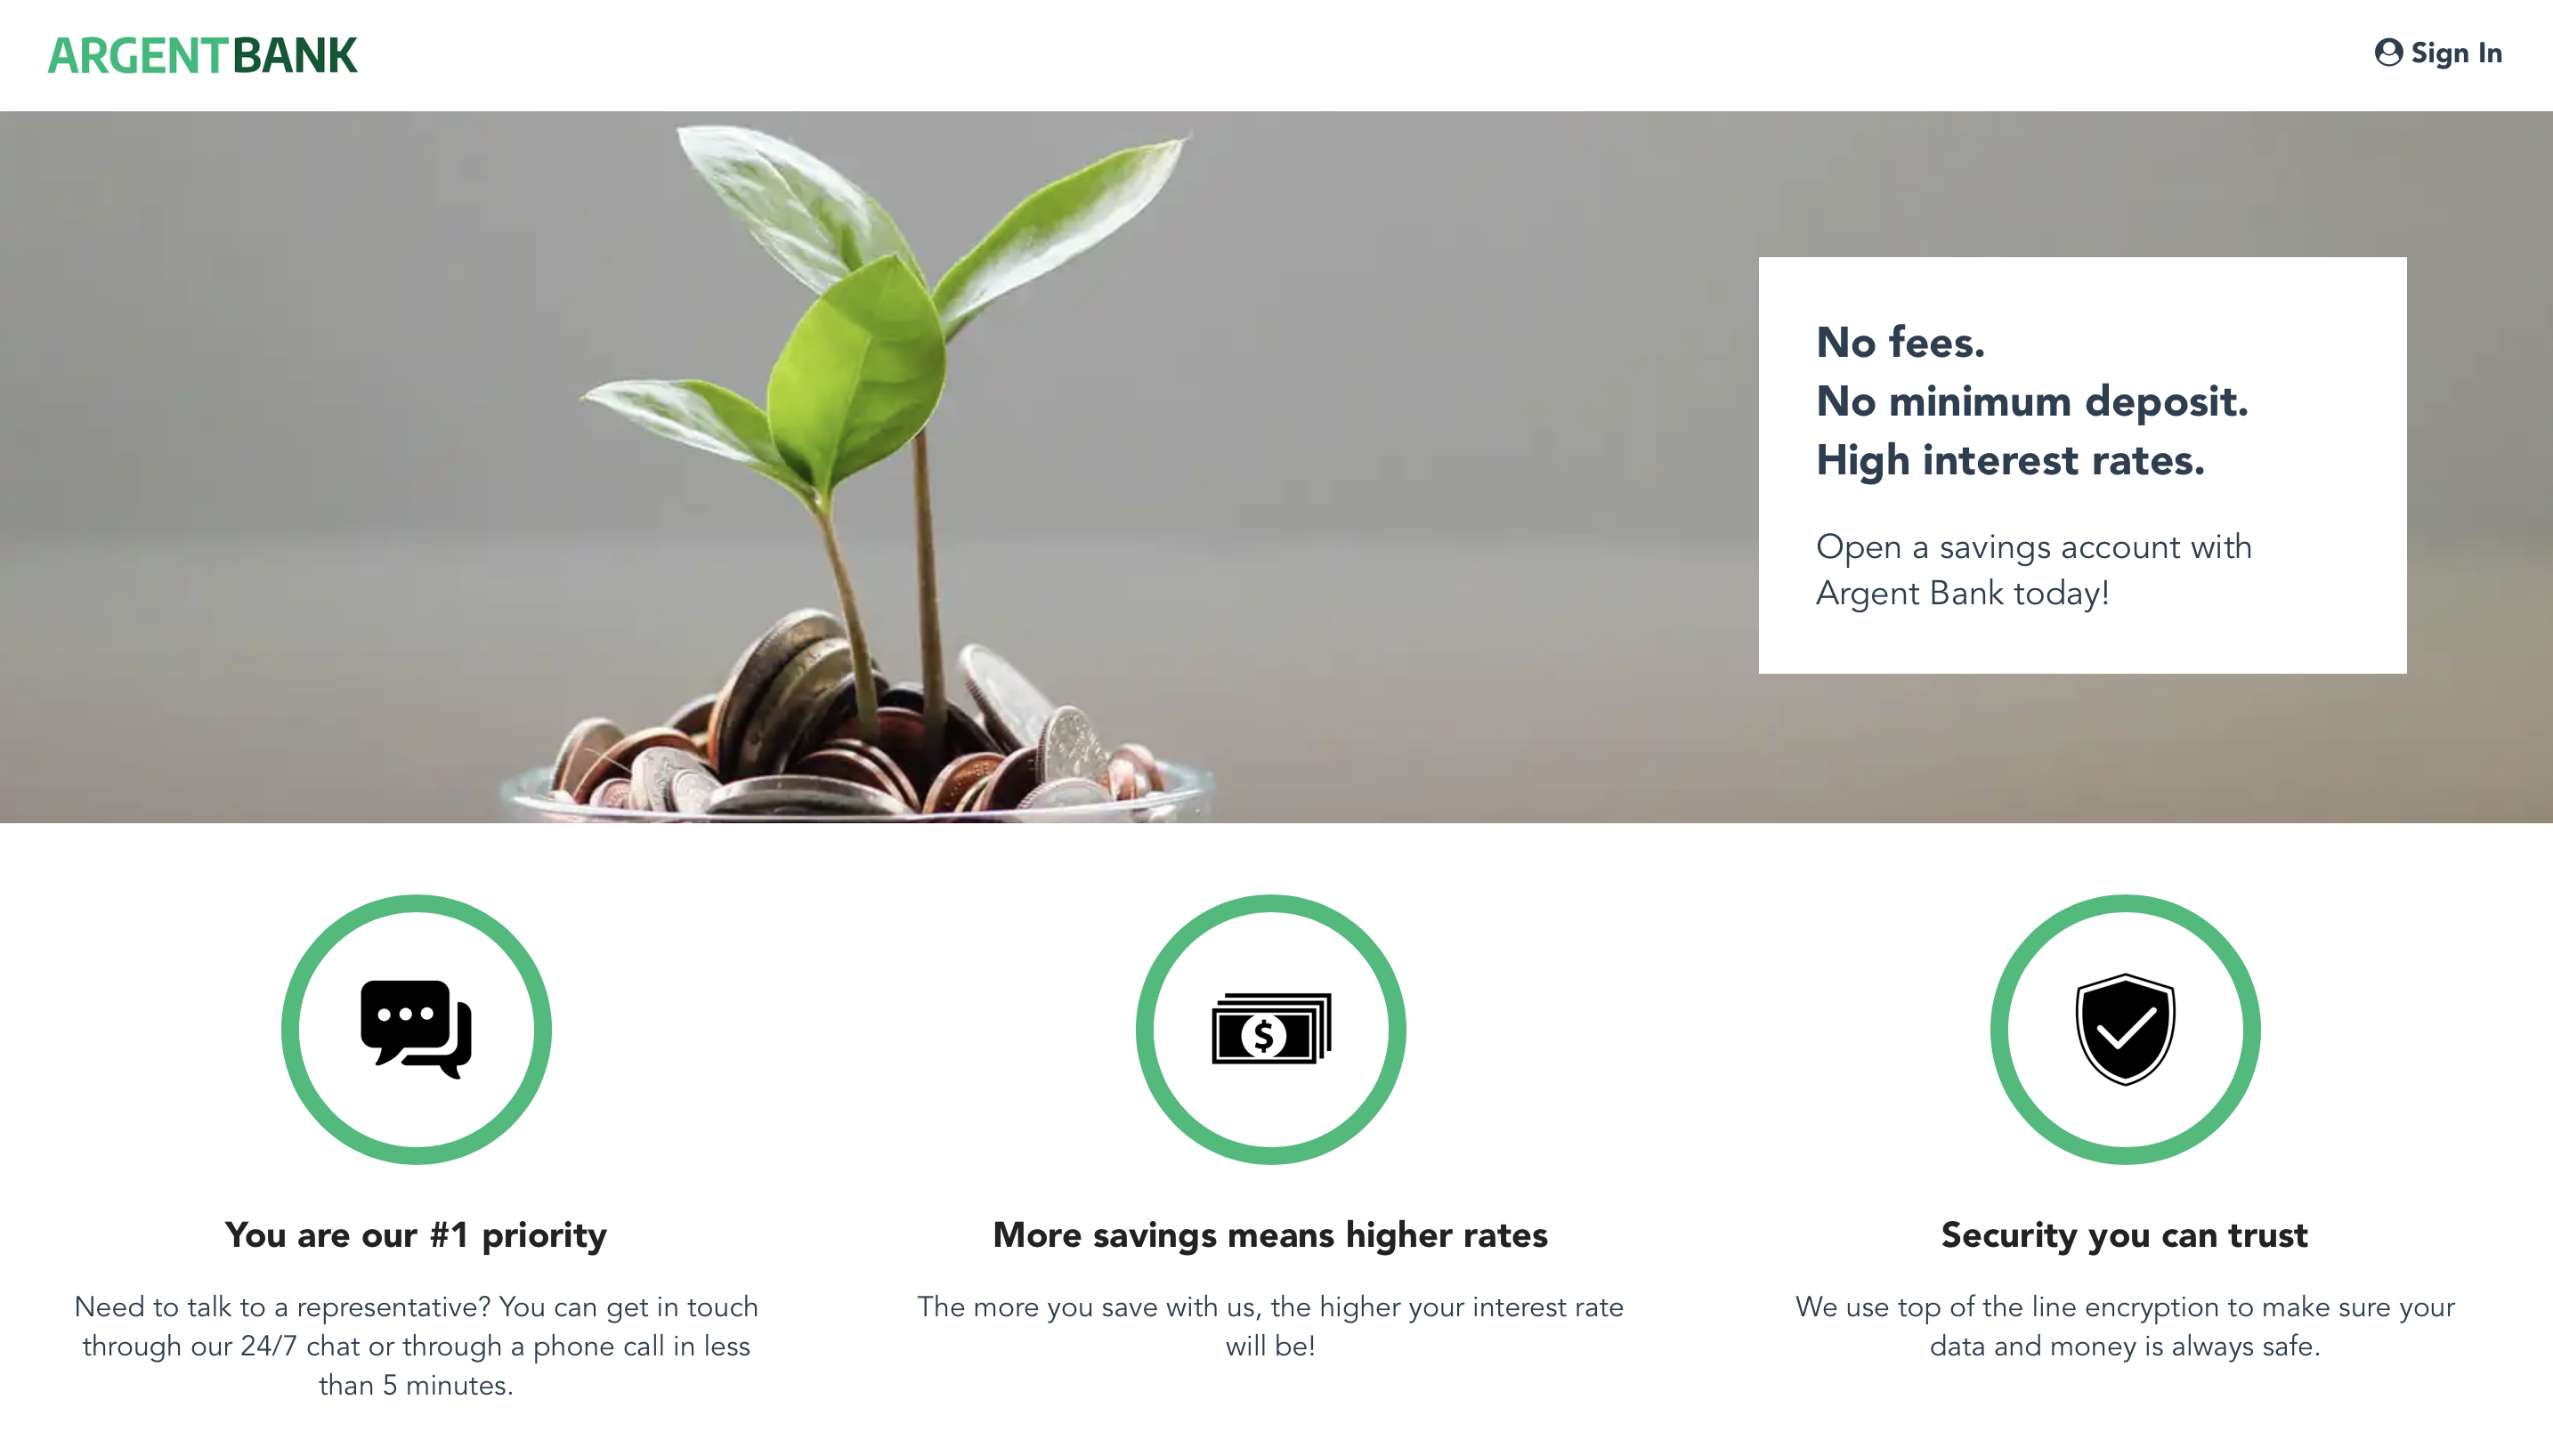 ARGENTBANK
Sign In
No fees.
No minimum deposit.
High interest rates.
Open a savings account with
Argent Bank today!
$
You are our #1 priority
Need to talk to a representative? You can get in touch
through our 24/7 chat or through a phone call in less
than 5 minutes.
More savings means higher rates
The more you save with us, the higher your interest rate
will be!
Security you can trust
We use top of the line encryption to make sure your
data and money is always safe.